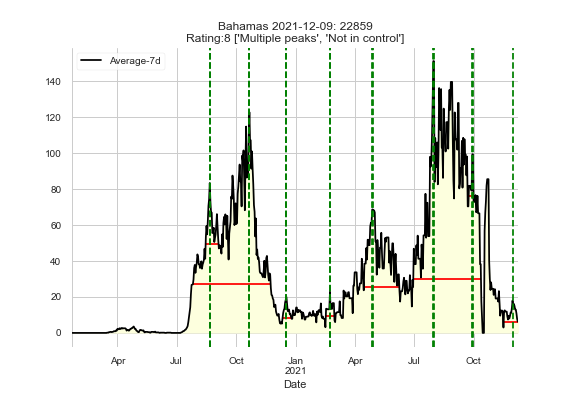 Bahamas 2021-12-09: 22859
Rating:8 ['Multiple peaks', 'Not in control']
Average-7d
140
120
100
80
60
40
20
0
Apr
Jul
Oct
Jan
2021
Apr
Jul
Oct
Date